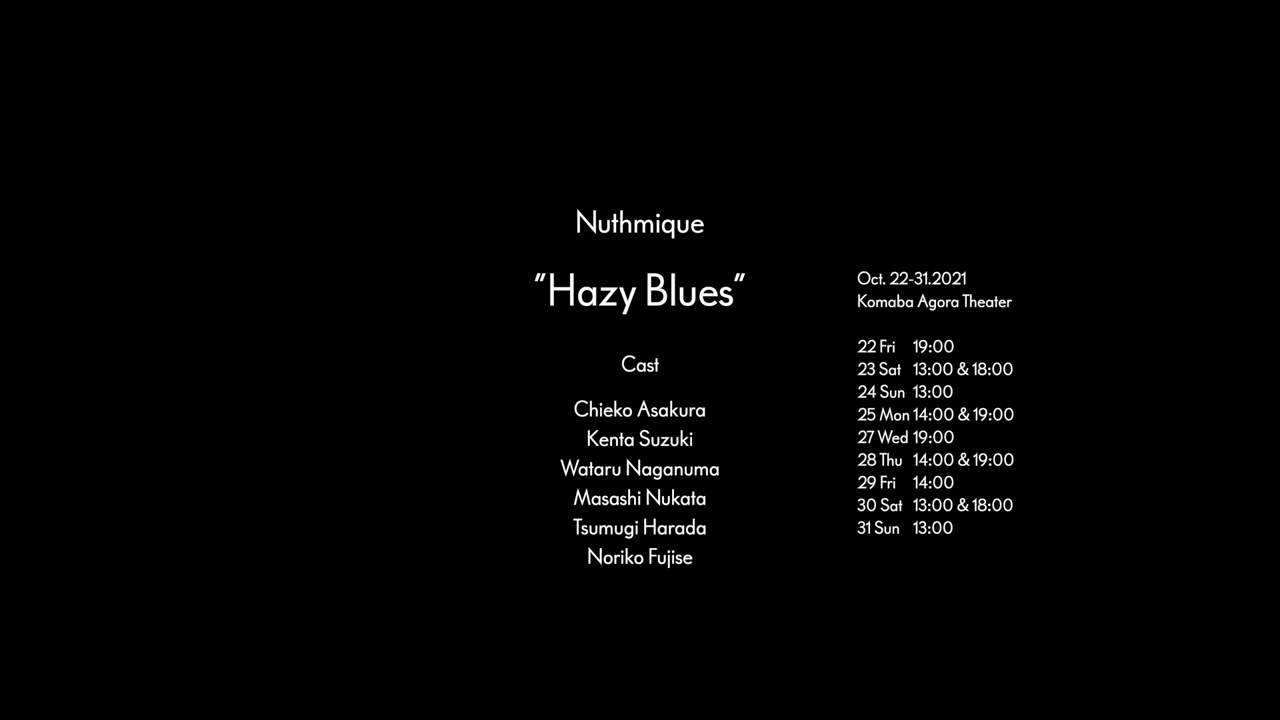 Nuthmique
"Hazy Blues"
Cast
Chieko Asakura
Kenta Suzuki
Wataru Naganuma
Masashi Nukata
Tsumugi Harada
Noriko Fujise
Oct. 22-31.2021
Komaba Agora Theater
22 Fri 19:00
23 Sat 13:00 & 18:00
24 Sun 13:00
25 Mon 14:00 & 19:00
27 Wed 19:00
28 Thu 14:00 & 19:00
29 Fri 14:00
30 Sat 13:00 & 18:00
31 Sun 13:00